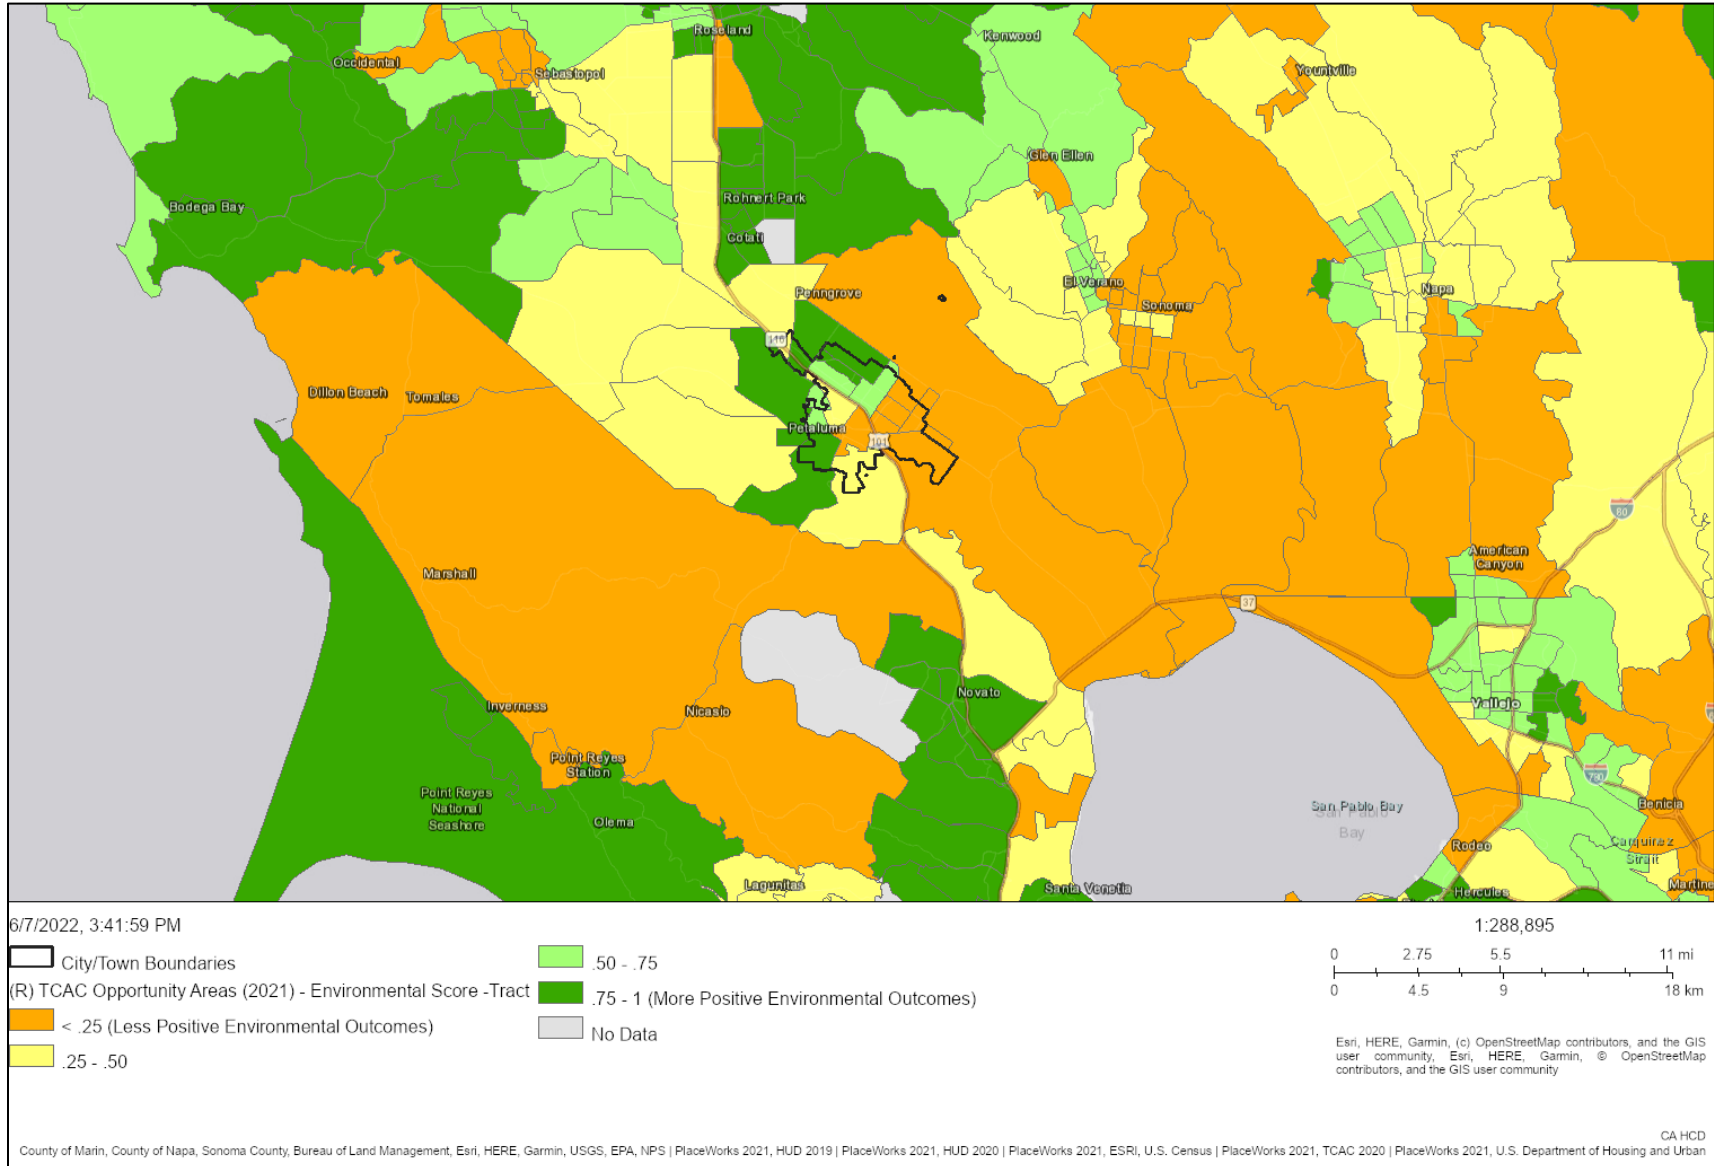 Roseland
Kenwood
Occidental
Sebastopol
Yountville
Glen Ellen
Bodega Bay
Rohnert Park
Cotati
El Verano
Penngrove
Sonoma
Napa
116
Dillon Beach
Tomales
Petaluma
101
80
American
Canyon
Marshall
37
Novato
Inverness
Nicasio
Vallejo
Point Reyes
Station
780
Point Reyes
National
Seashore
Olema
San Pablo Bay
San Pablo
Bay
Benicia
Carquinez
Strait
Rodeo
Lagunitas
Santa Venetia
Hercules
Martine
6/7/2022, 3:41:59 PM
City/Town Boundaries
(R) TCAC Opportunity Areas (2021) - Environmental Score -Tract
< .25 (Less Positive Environmental Outcomes)
.25 - .50
.50 - .75
.75 - 1 (More Positive Environmental Outcomes)
No Data
1:288,895
0 2.75 5.5 11 mi
0 4.5 9 18 km
Esri, HERE, Garmin, (c) OpenStreetMap contributors, and the GIS
user community, Esri, HERE, Garmin, © OpenStreetMap
contributors, and the GIS user community
CA HCD
County of Marin, County of Napa, Sonoma County, Bureau of Land Management, Esri, HERE, Garmin, USGS, EPA, NPS | PlaceWorks 2021, HUD 2019 | PlaceWorks 2021, HUD 2020 | PlaceWorks 2021, ESRI, U.S. Census | PlaceWorks 2021, TCAC 2020 | PlaceWorks 2021, U.S. Department of Housing and Urban